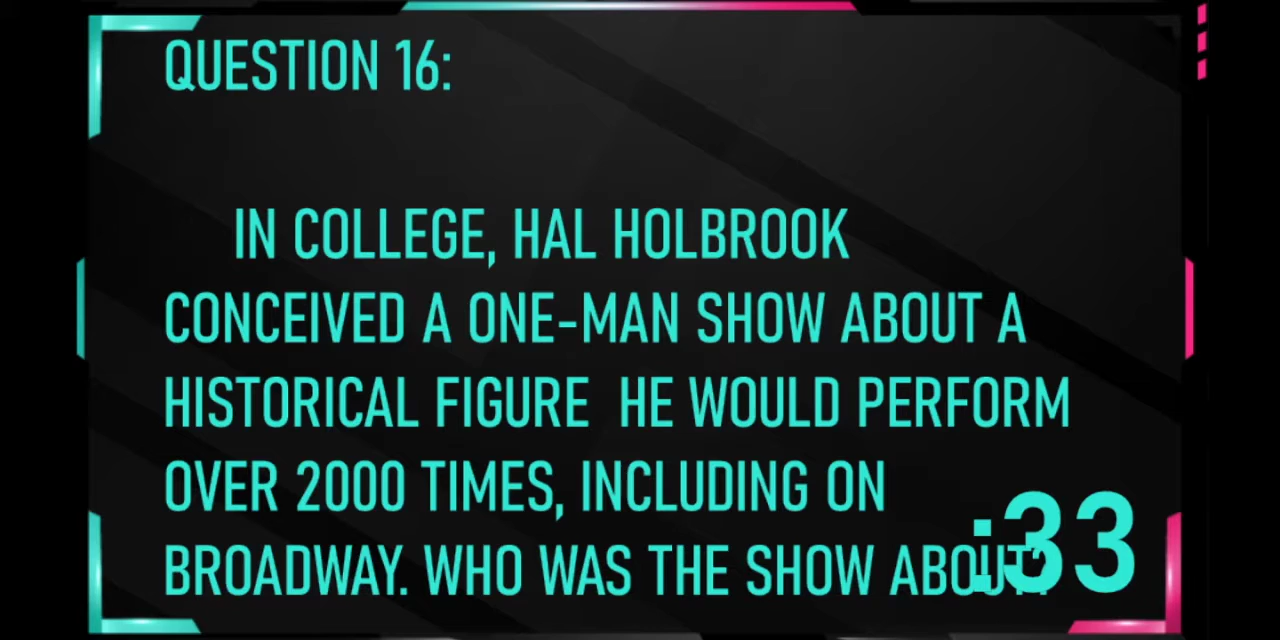 QUESTION 16:
IN COLLEGE, HAL HOLBROOK
CONCEIVED A ONE-MAN SHOW ABOUT A
HISTORICAL FIGURE HE WOULD PERFORM
OVER 2000 TIMES, INCLUDING ON
BROADWAY. WHO WAS THE SHOW ABOUT?
:33